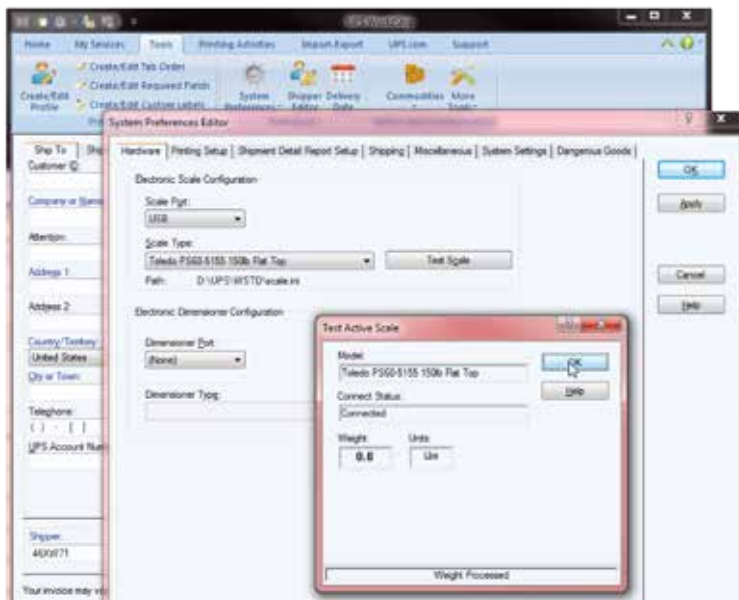 Home My Services Tools Printing Activities Import-Export UPS.com Support
Create/Edit Profile
Create/Edit Tab Order
Create/Edit Required Fields
Create/Edit Custom Labels
System Preferences
Shipper Editor
Delivery Date
Commodities
More Tools
System Preferences Editor
Ship To
Customer ID:
Company or Name:
Attention:
Address 1:
Address 2:
Country/Territory:
United States
City or Town:
Telephone:
( ) - [ ]
Shipper:
Your invoice may
Hardware Printing Setup Shipment Detail Report Setup Shipping Miscellaneous System Settings Dangerous Goods
Electronic Scale Configuration
Scale Port:
USB
Scale Type:
Toledo PS60-5155 150lb Flat Top
Test Scale
Path: D:\UPS\WSTD\scale.ini
Electronic Dimensioner Configuration
Dimensioner Port:
(None)
Dimensioner Type:
OK
Apply
Cancel
Help
Test Active Scale
Model:
Toledo PS60-5155 150lb Flat Top
OK
Help
Connect Status:
Connected
Weight: Units:
0.0
Weight Processed